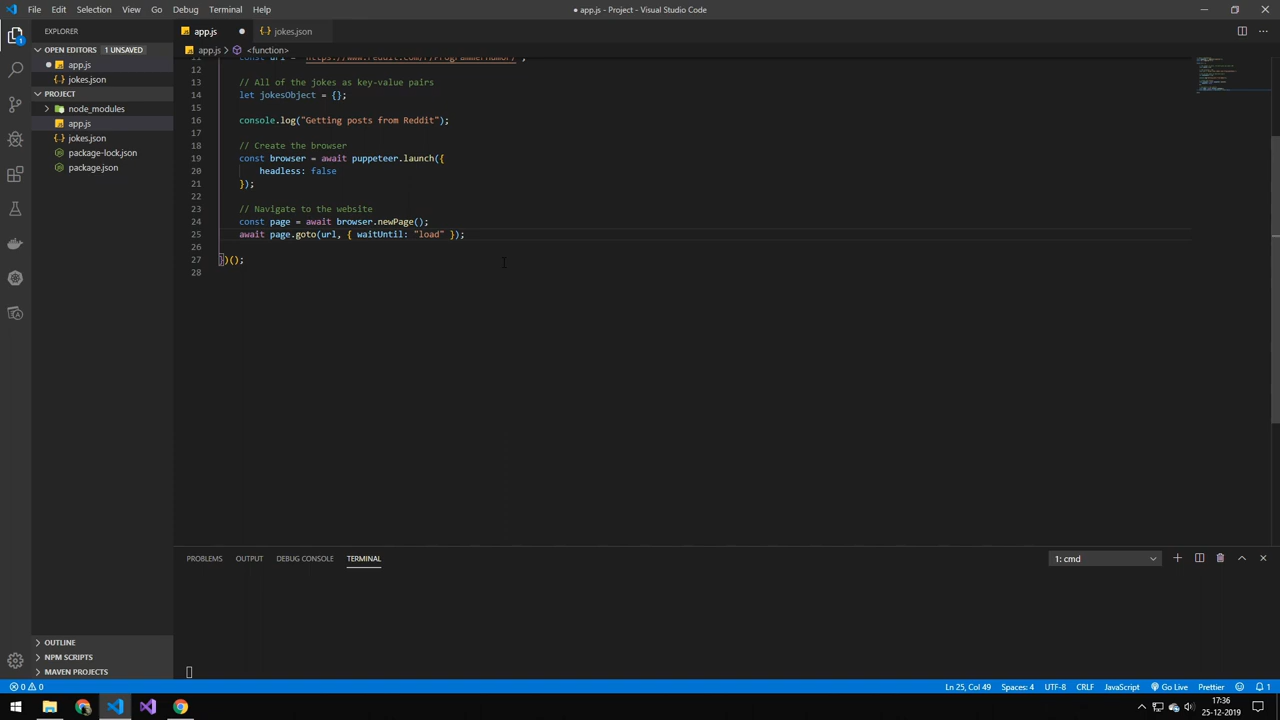 File Edit Selection View Go Debug Terminal Help
● app.js - Project - Visual Studio Code
EXPLORER
OPEN EDITORS 1 UNSAVED
app.js
jokes.json
PROJECT
node_modules
app.js
jokes.json
package-lock.json
package.json
OUTLINE
NPM SCRIPTS
MAVEN PROJECTS
app.js jokes.json
app.js > <function>
11 const url = "https://www.reddit.com/r/ProgrammerHumor/";
12
13 // All of the jokes as key-value pairs
14 let jokesObject = {};
15
16 console.log("Getting posts from Reddit");
17
18 // Create the browser
19 const browser = await puppeteer.launch({
20 headless: false
21 });
22
23 // Navigate to the website
24 const page = await browser.newPage();
25 await page.goto(url, { waitUntil: "load" });
26
27 })();
28
PROBLEMS OUTPUT DEBUG CONSOLE TERMINAL 1: cmd
0 0 Ln 25, Col 49 Spaces: 4 UTF-8 CRLF JavaScript Go Live Prettier 1
17:36
25-12-2019